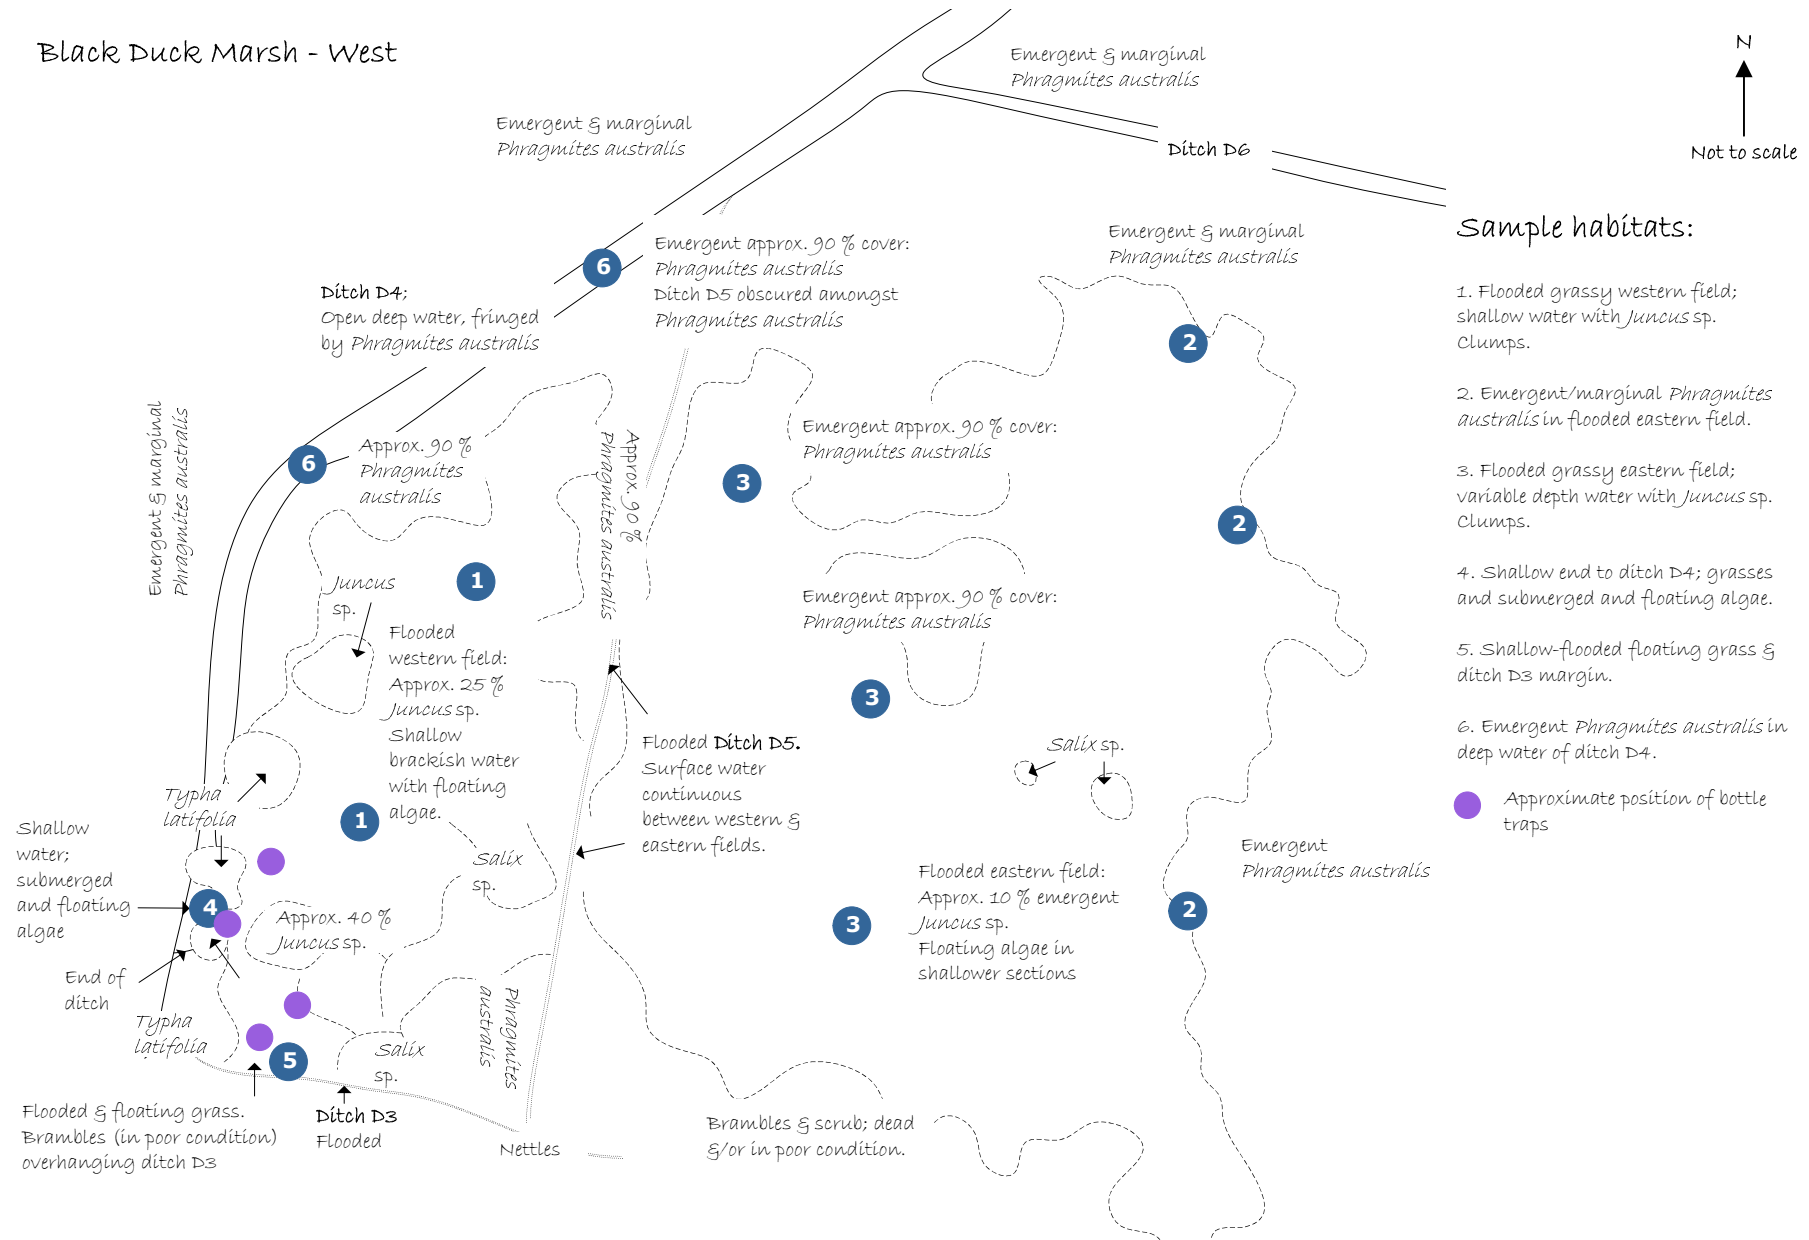 Black Duck Marsh - West
N
Not to scale
Emergent & marginal
Phragmites australis
Emergent & marginal
Phragmites australis
Ditch D6
Emergent & marginal
Phragmites australis
6
Emergent approx. 90 % cover:
Phragmites australis
Ditch D5 obscured amongst
Phragmites australis
Ditch D4;
Open deep water, fringed
by Phragmites australis
2
Emergent & marginal
Phragmites australis
6
Approx. 90 %
Phragmites
australis
Approx. 90 %
Phragmites australis
3
Emergent approx. 90 % cover:
Phragmites australis
2
1
Juncus
sp.
Emergent approx. 90 % cover:
Phragmites australis
Flooded
western field:
Approx. 25 %
Juncus sp.
Shallow
brackish water
with floating
algae.
3
Flooded Ditch D5.
Surface water
continuous
between western &
eastern fields.
Salix sp.
Typha
latifolia
1
Shallow
water;
submerged
and floating
algae
Salix
sp.
4
Approx. 40 %
Juncus sp.
3
Flooded eastern field:
Approx. 10 % emergent
Juncus sp.
Floating algae in
shallower sections
Emergent
Phragmites australis
2
End of
ditch
Typha
latifolia
Phragmites
australis
Salix
sp.
5
Flooded & floating grass.
Brambles (in poor condition)
overhanging ditch D3
Ditch D3
Flooded
Nettles
Brambles & scrub; dead
&/or in poor condition.
Sample habitats:
1. Flooded grassy western field;
shallow water with Juncus sp.
Clumps.
2. Emergent/marginal Phragmites
australis in flooded eastern field.
3. Flooded grassy eastern field;
variable depth water with Juncus sp.
Clumps.
4. Shallow end to ditch D4; grasses
and submerged and floating algae.
5. Shallow-flooded floating grass &
ditch D3 margin.
6. Emergent Phragmites australis in
deep water of ditch D4.
Approximate position of bottle
traps